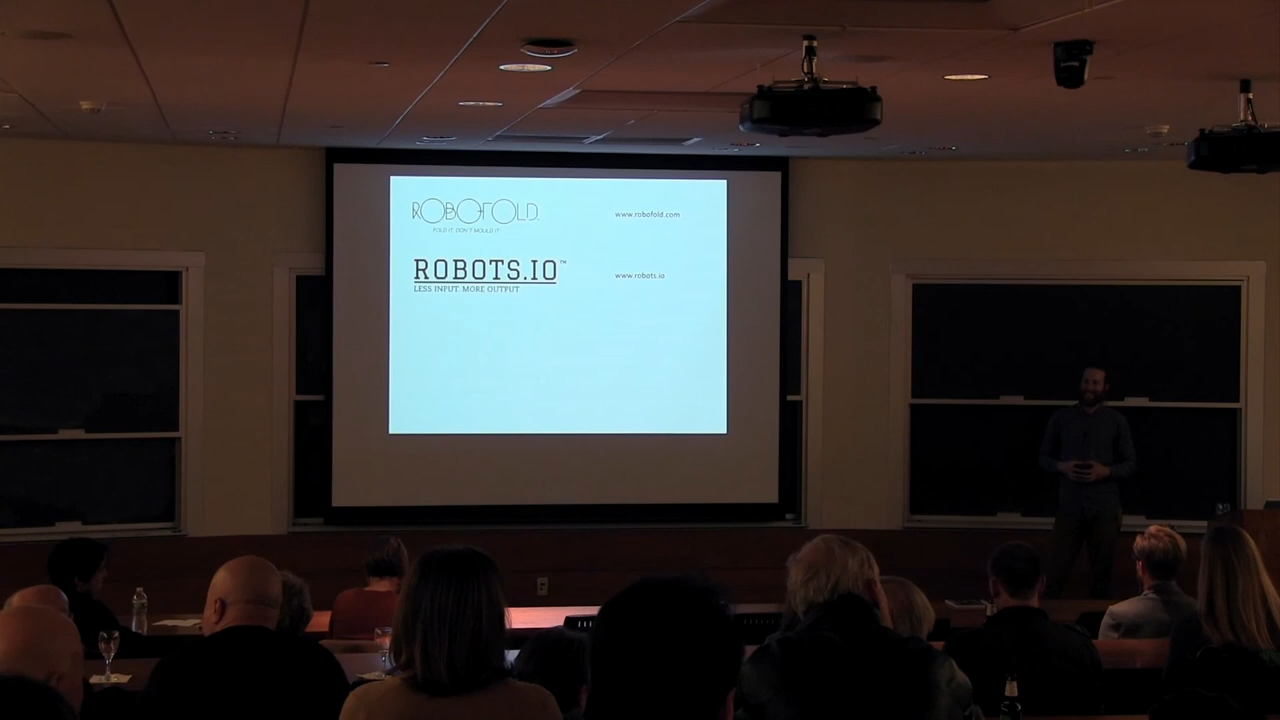 ROBOFOLD
www.robofold.com
FOLD IT, DON'T MOULD IT
ROBOTS.IO™
www.robots.io
LESS INPUT: MORE OUTPUT